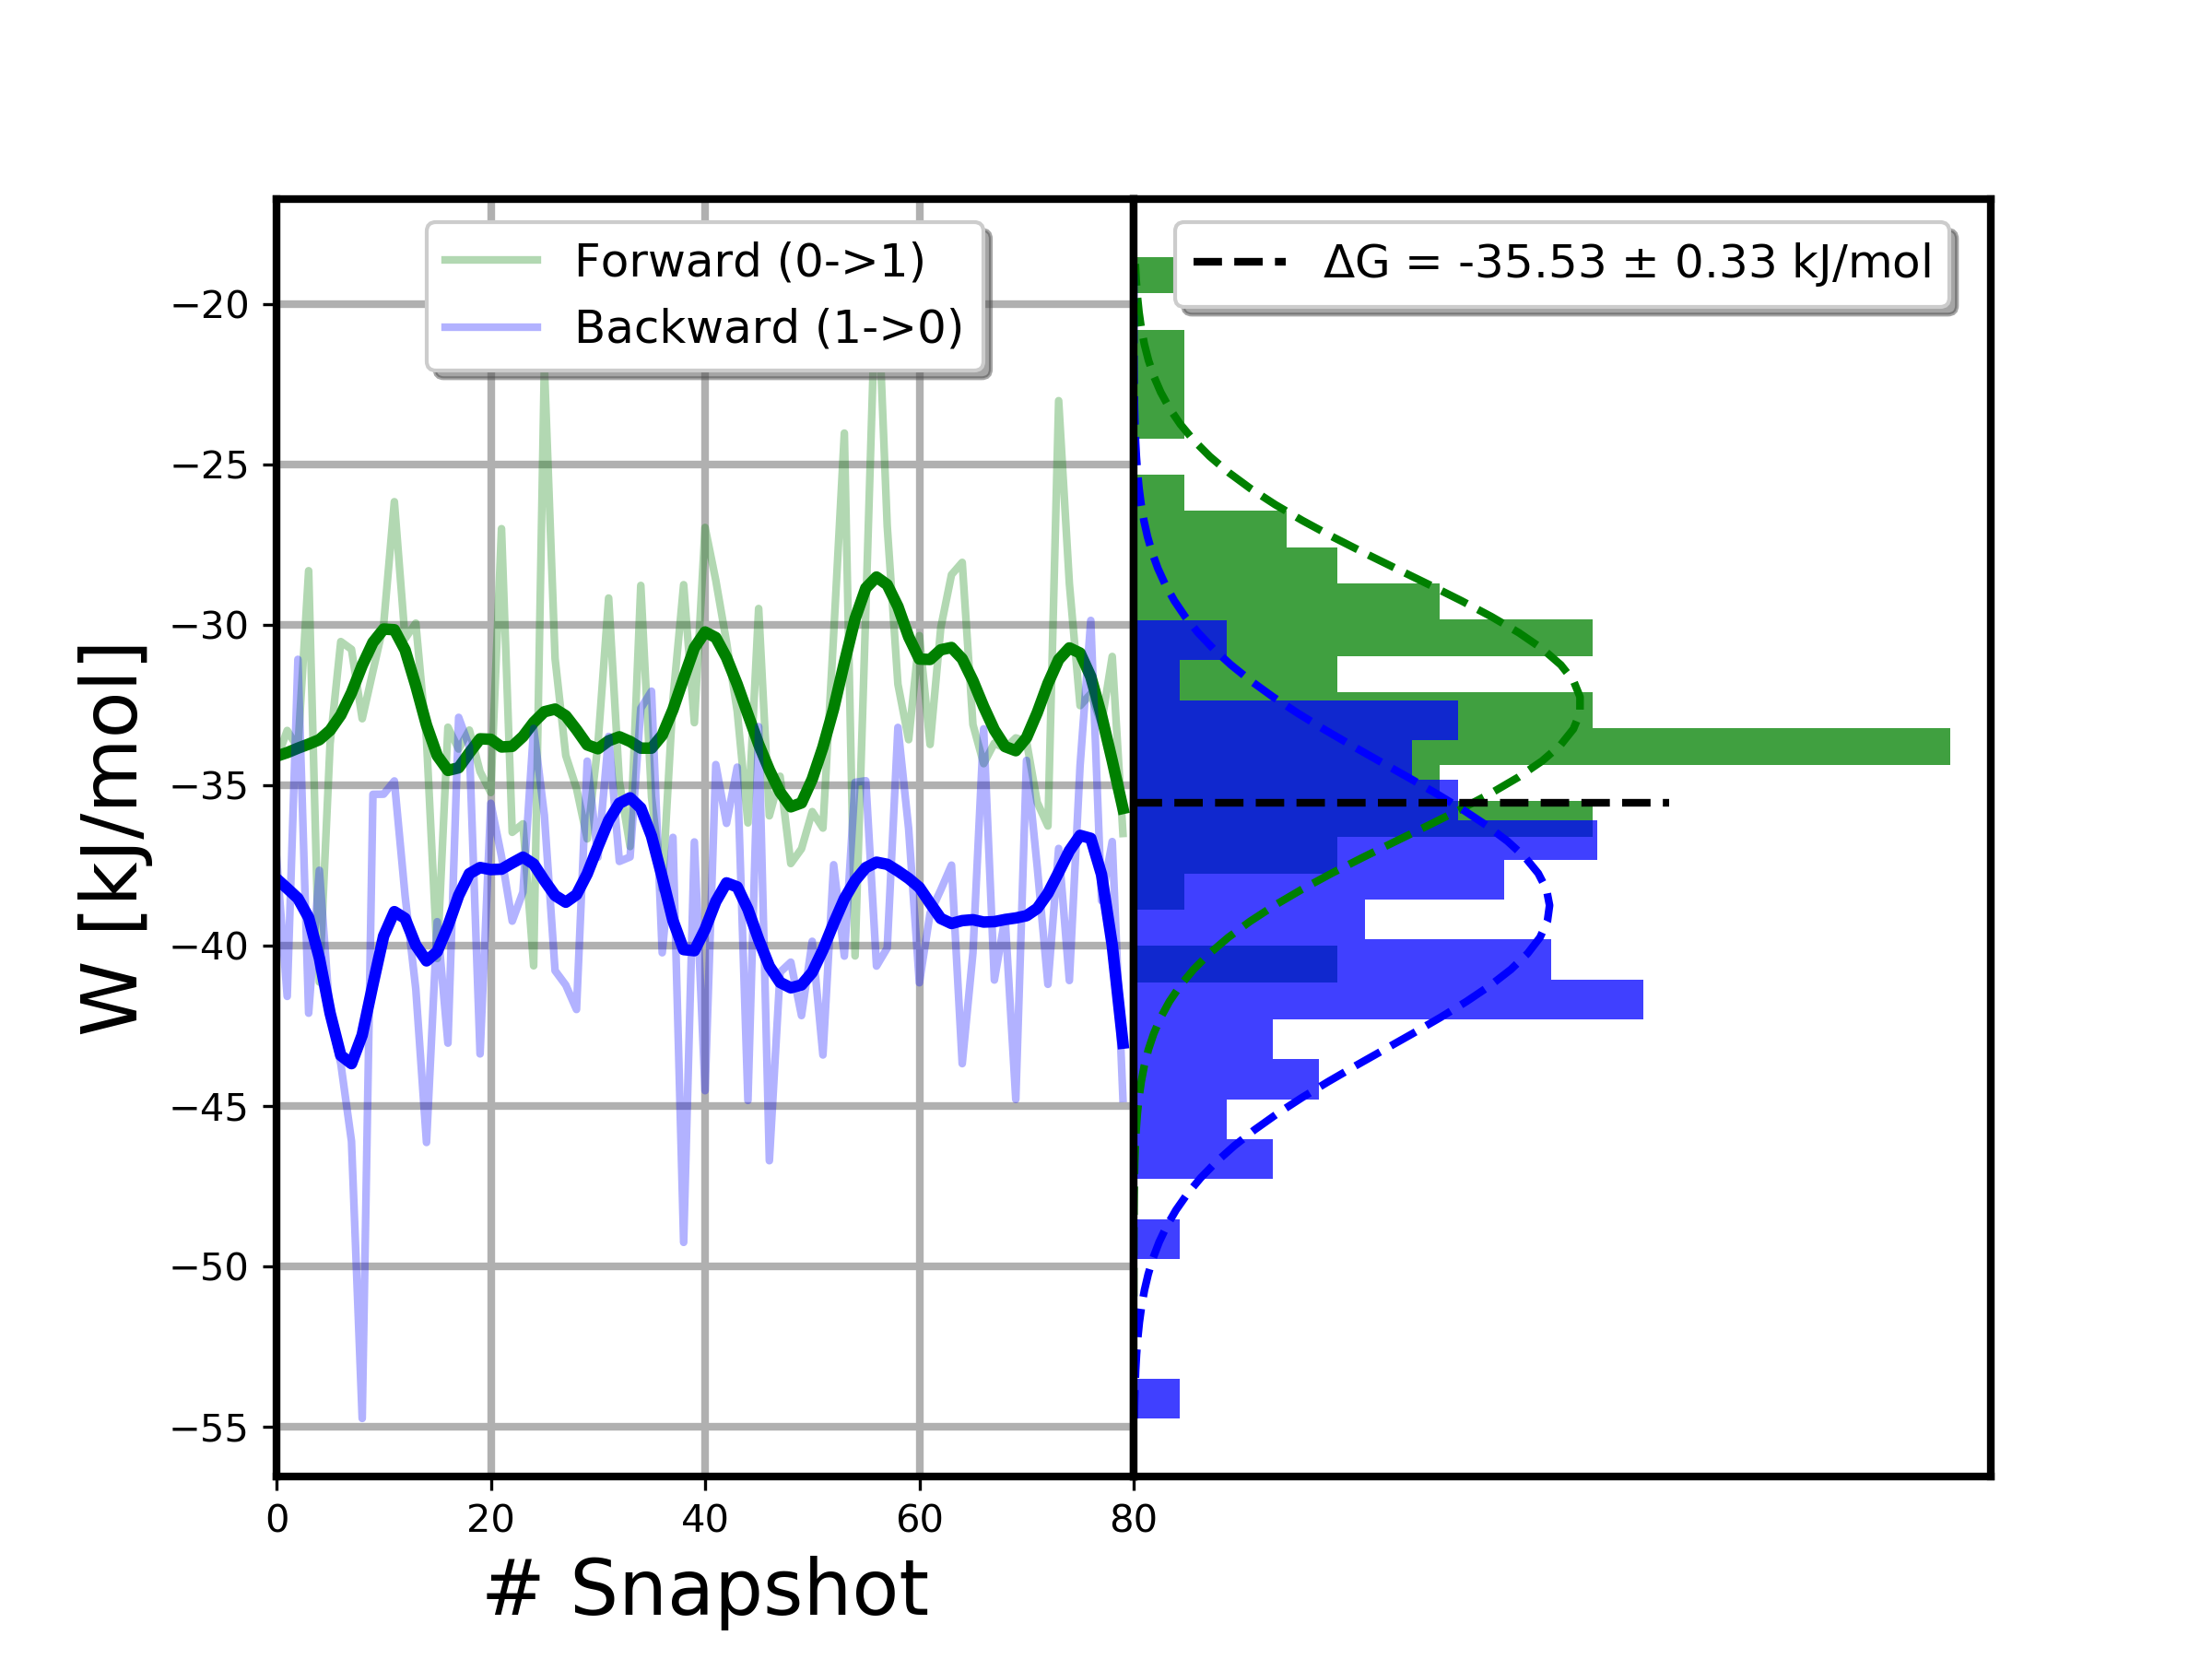 Forward (0->1)
Backward (1->0)
ΔG = -35.53 ± 0.33 kJ/mol
W [kJ/mol]
−20
−25
−30
−35
−40
−45
−50
−55
0 20 40 60 80
# Snapshot